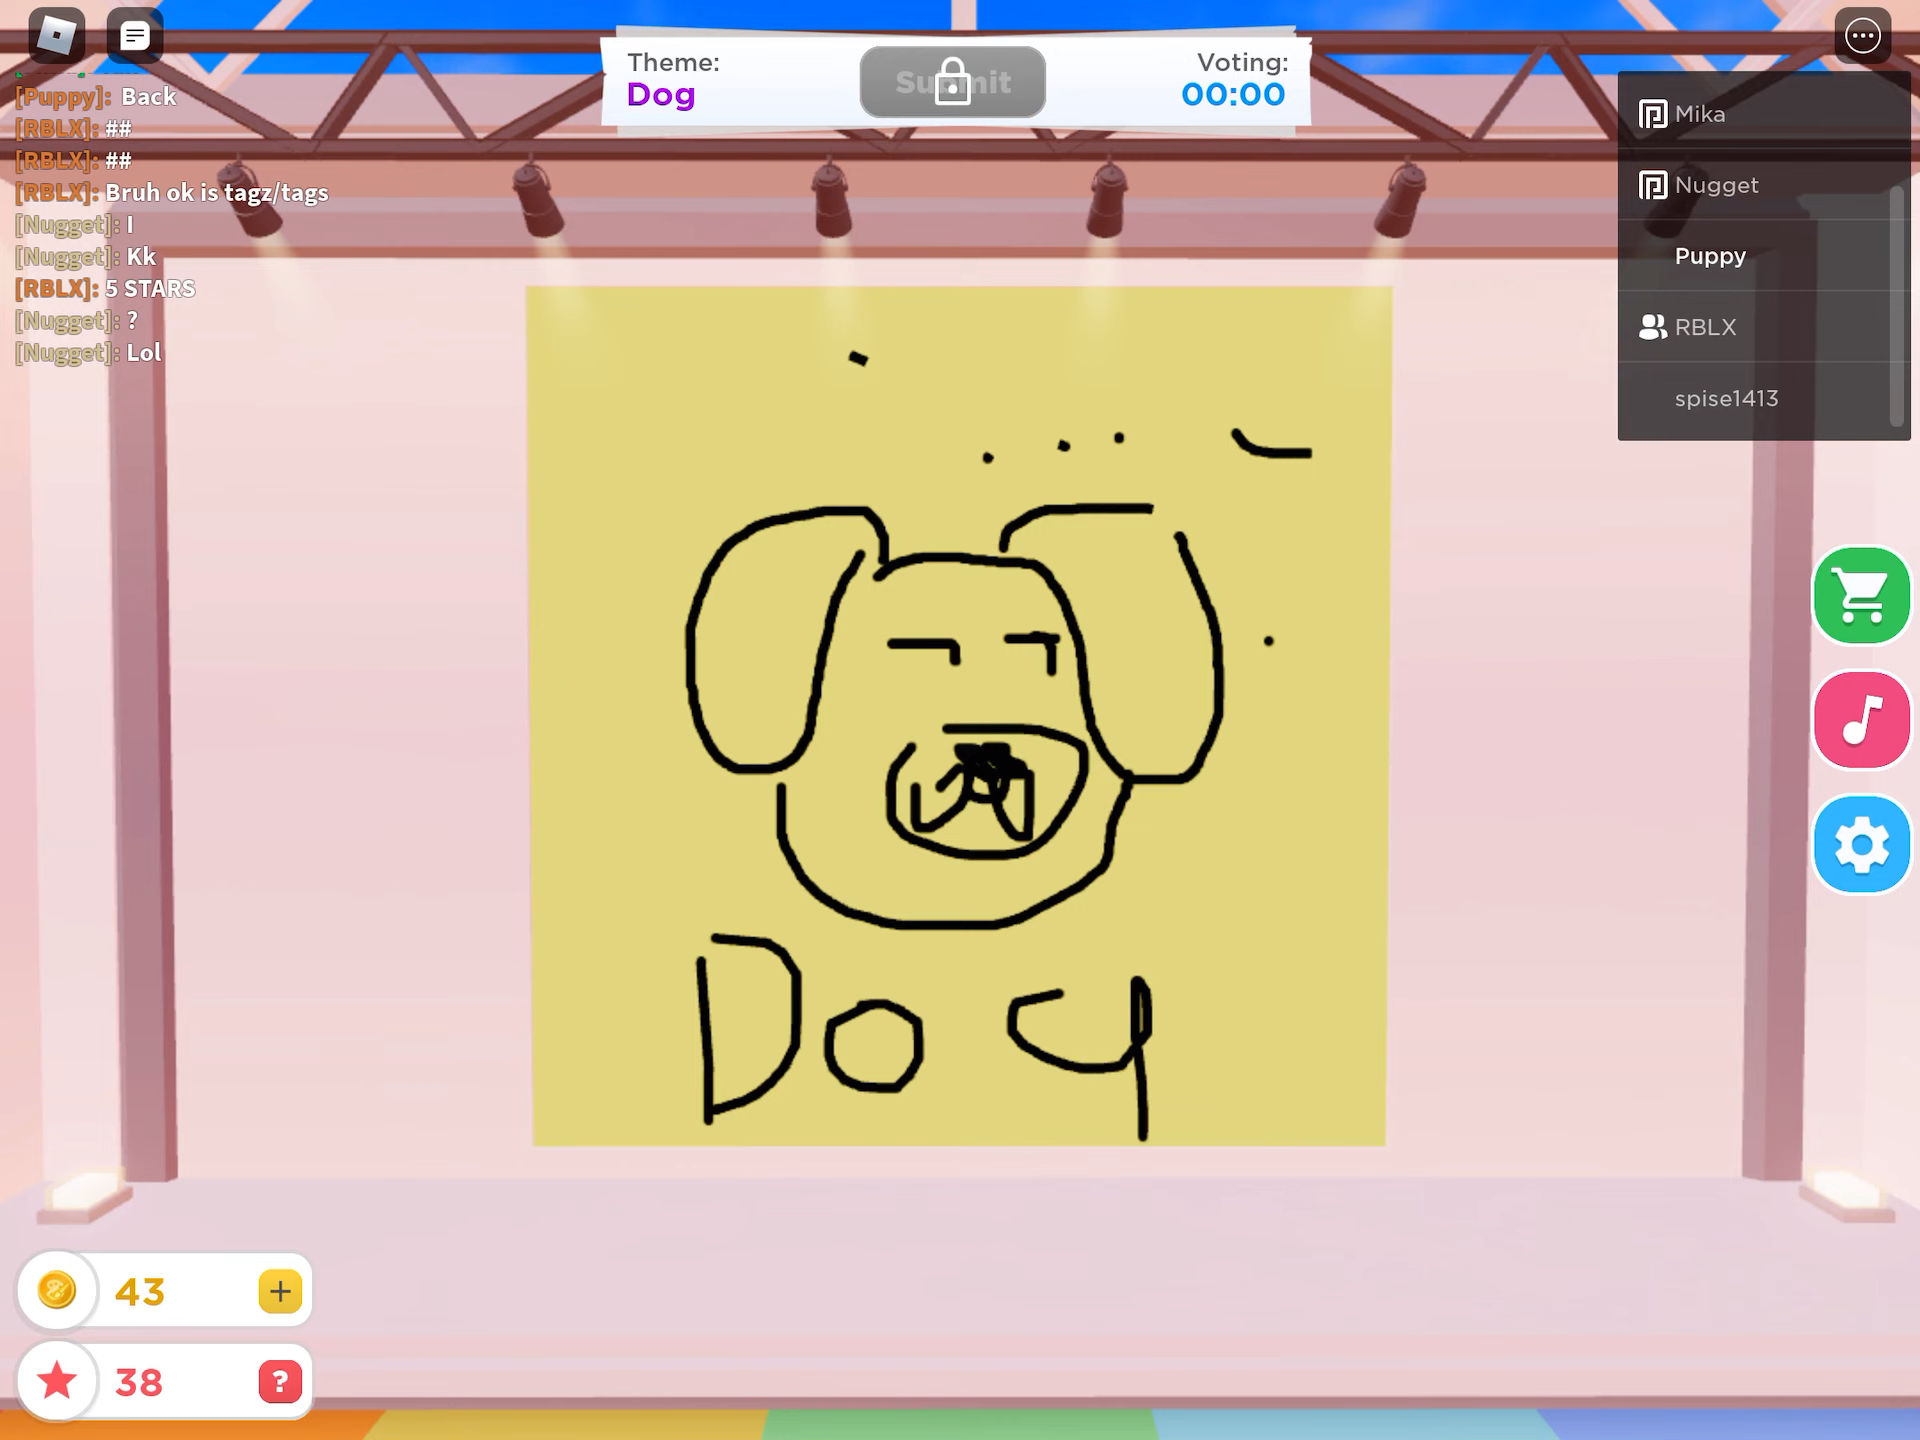 Theme:
Dog
Submit
Voting:
00:00
[Puppy]: Back
[RBLX]: ##
[RBLX]: ##
[RBLX]: Bruh ok is tagz/tags
[Nugget]: I
[Nugget]: Kk
[RBLX]: 5 STARS
[Nugget]: ?
[Nugget]: Lol
Mika
Nugget
Puppy
RBLX
spise1413
Dog
43 +
38 ?